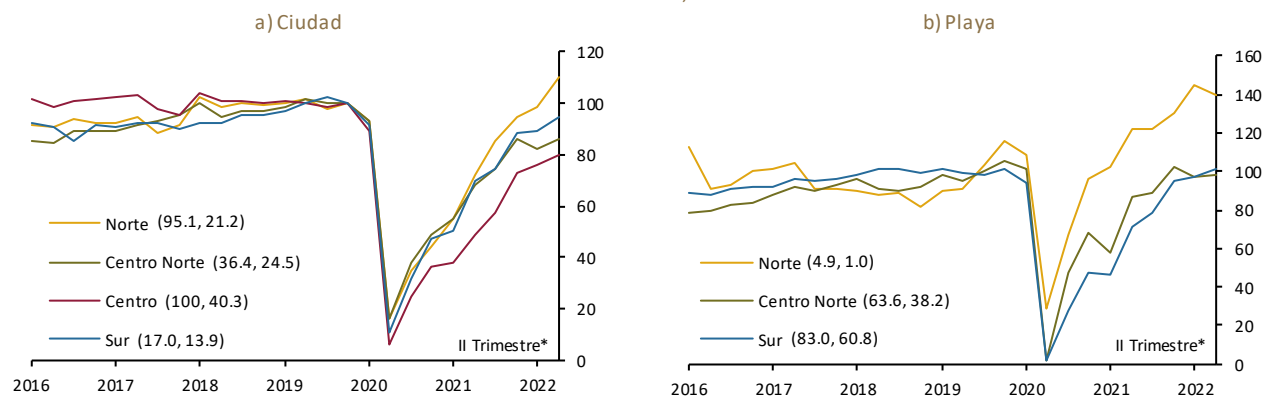 a) Ciudad
120
100
80
60
40
20
0
Norte (95.1, 21.2)
Centro Norte (36.4, 24.5)
Centro (100, 40.3)
Sur (17.0, 13.9)
II Trimestre*
2016 2017 2018 2019 2020 2021 2022
b) Playa
160
140
120
100
80
60
40
20
0
Norte (4.9, 1.0)
Centro Norte (63.6, 38.2)
Sur (83.0, 60.8)
II Trimestre*
2016 2017 2018 2019 2020 2021 2022